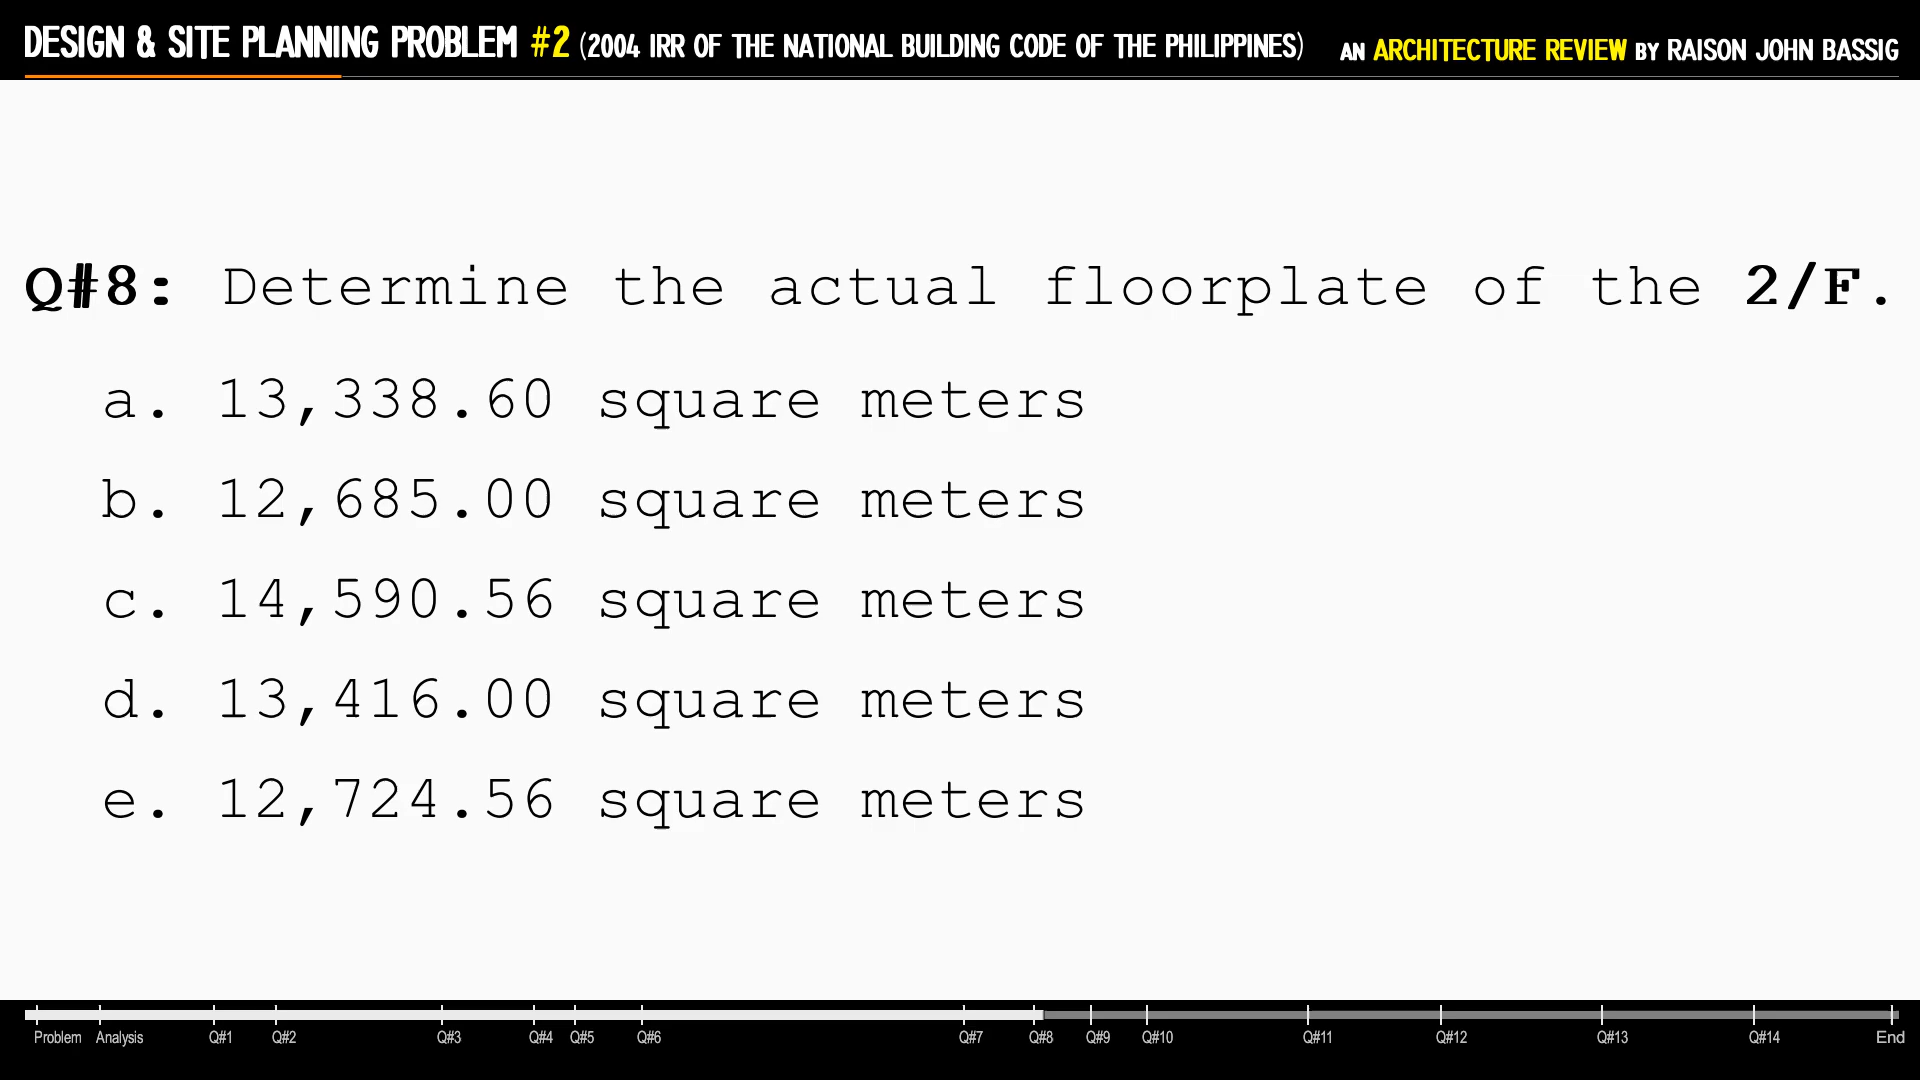 DESIGN & SITE PLANNING PROBLEM #2 (2004 IRR OF THE NATIONAL BUILDING CODE OF THE PHILIPPINES) AN ARCHITECTURE REVIEW BY RAISON JOHN BASSIG
Q#8: Determine the actual floorplate of the 2/F.
a. 13,338.60 square meters
b. 12,685.00 square meters
c. 14,590.56 square meters
d. 13,416.00 square meters
e. 12,724.56 square meters
Problem Analysis Q#1 Q#2 Q#3 Q#4 Q#5 Q#6 Q#7 Q#8 Q#9 Q#10 Q#11 Q#12 Q#13 Q#14 End